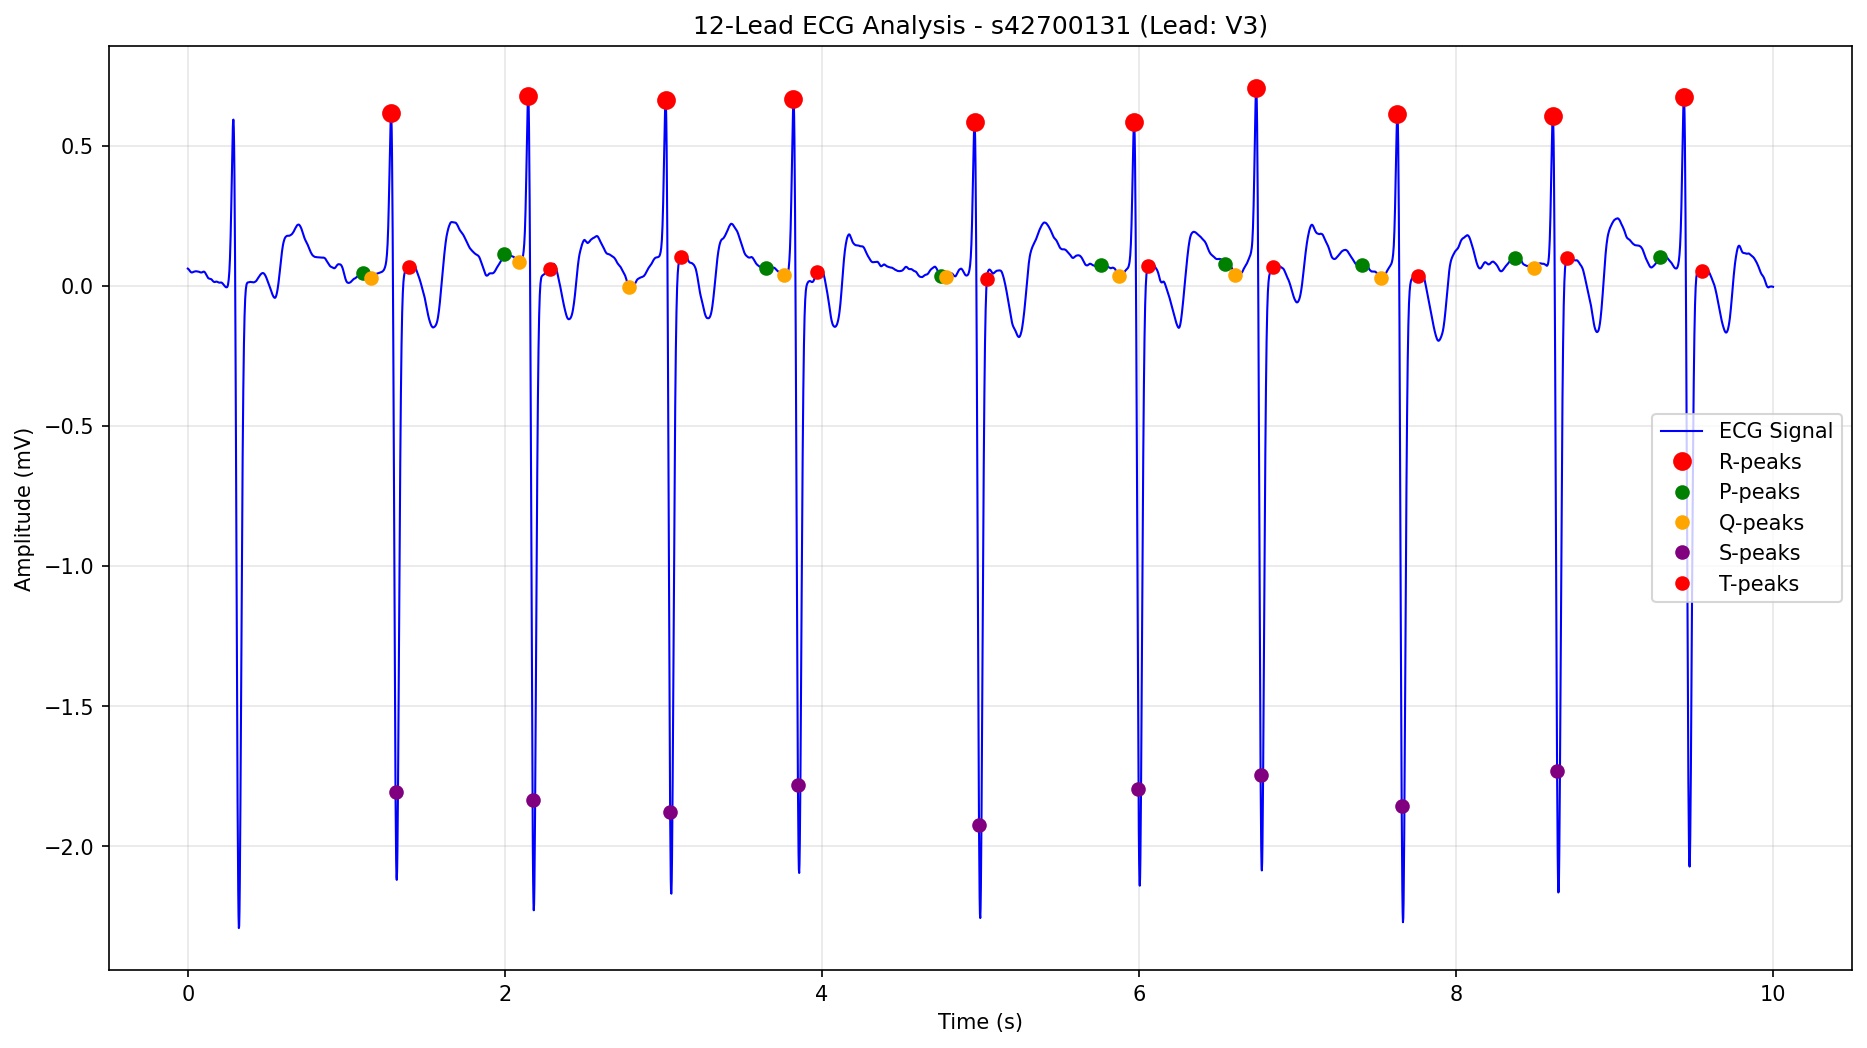 12-Lead ECG Analysis - s42700131 (Lead: V3)
Amplitude (mV)
0.5
0.0
−0.5
−1.0
−1.5
−2.0
ECG Signal
R-peaks
P-peaks
Q-peaks
S-peaks
T-peaks
0 2 4 6 8 10
Time (s)